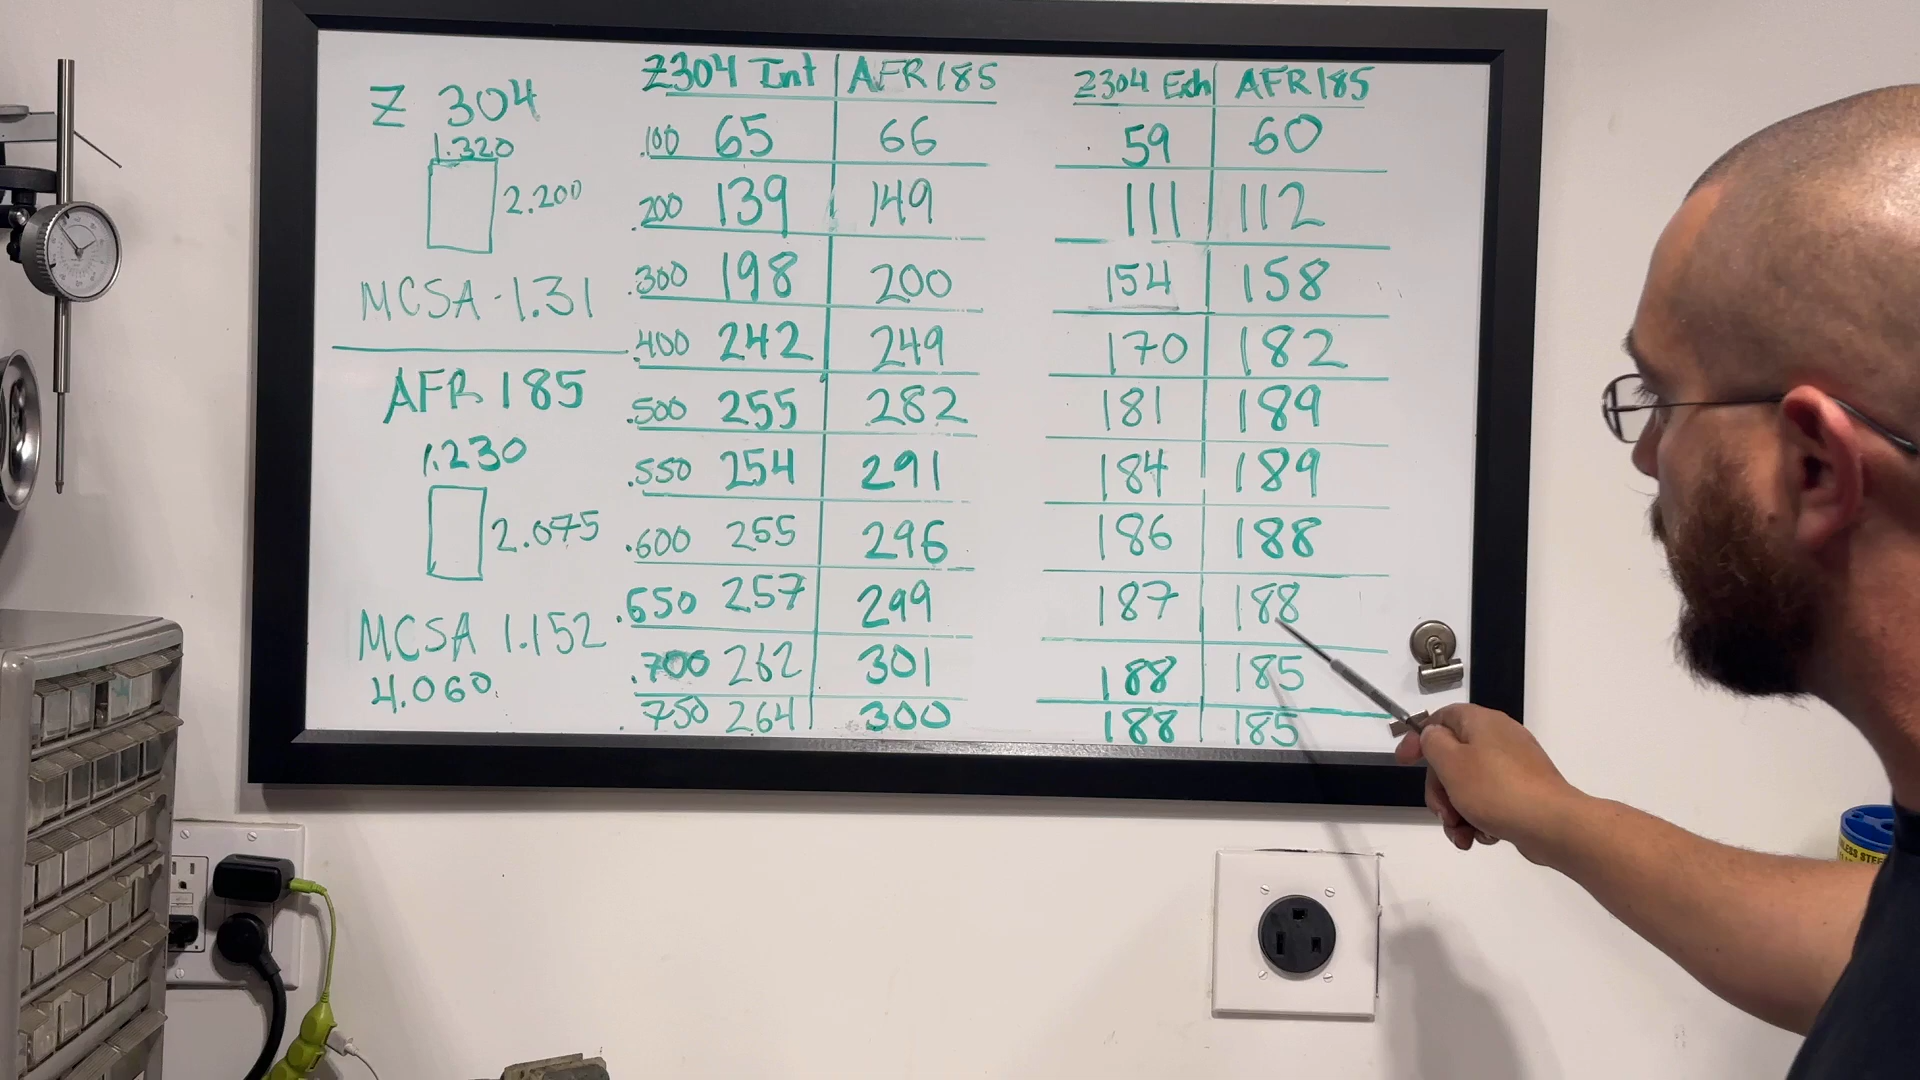 Z 304
1.320
2.200
MCSA - 1.31
AFR 185
1.230
2.075
MCSA 1.152
4.060
Z304 Int AFR185
.100 65 66
.200 139 149
.300 198 200
.400 242 249
.500 255 282
.550 254 291
.600 255 296
.650 257 299
.700 262 301
.750 264 300
Z304 Exh AFR185
59 60
111 112
154 158
170 182
181 189
184 189
186 188
187 188
188 185
188 185